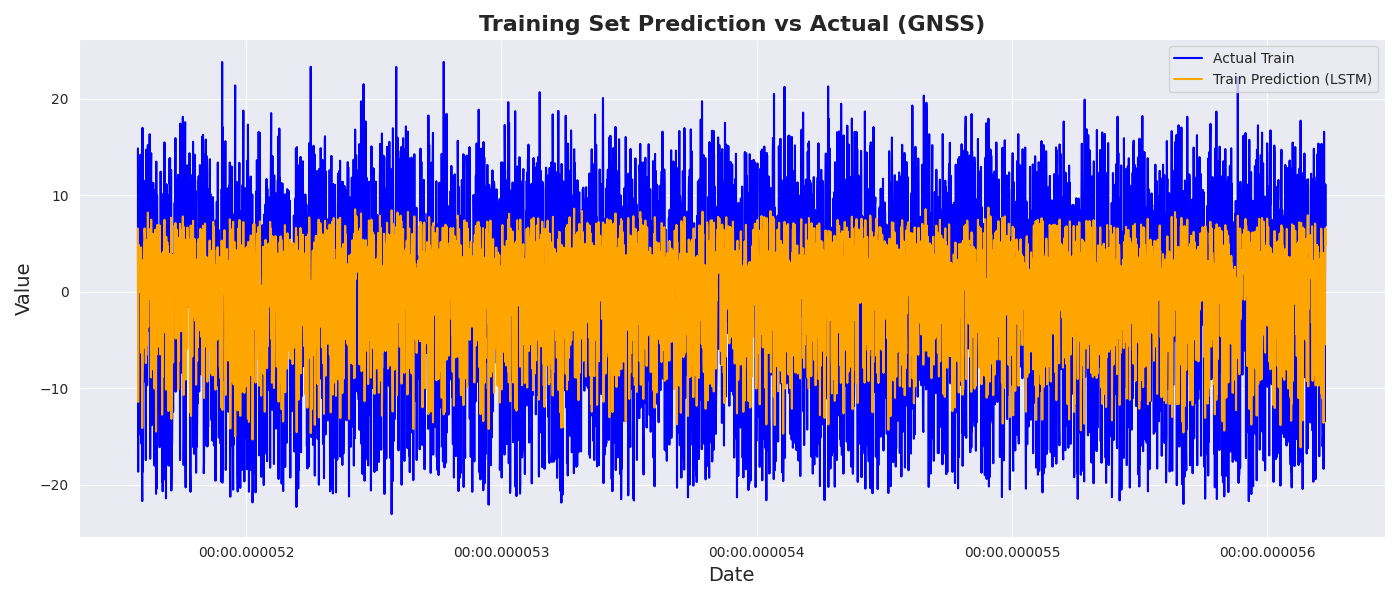 Training Set Prediction vs Actual (GNSS)
Actual Train
Train Prediction (LSTM)
Value
20
10
0
−10
−20
00:00.000052
00:00.000053
00:00.000054
00:00.000055
00:00.000056
Date